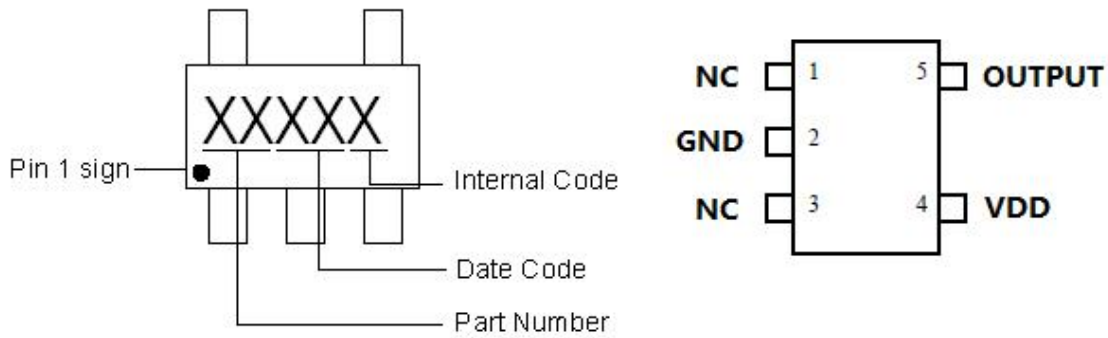 XXXXX
Pin 1 sign
Internal Code
Date Code
Part Number
NC 1 5 OUTPUT
GND 2
NC 3 4 VDD